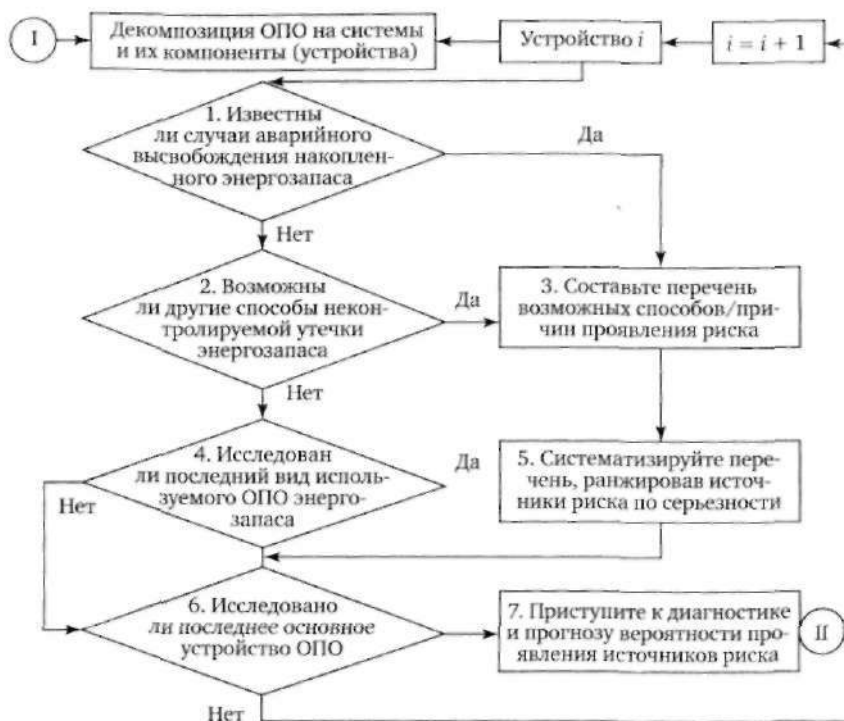 I
Декомпозиция ОПО на системы
и их компоненты (устройства)
Устройство i
i = i + 1
1. Известны
ли случаи аварийного
высвобождения накоплен-
ного энергозапаса
Да
Нет
2. Возможны
ли другие способы некон-
тролируемой утечки
энергозапаса
Да
3. Составьте перечень
возможных способов/при-
чин проявления риска
Нет
4. Исследован
ли последний вид исполь-
зуемого ОПО энерго-
запаса
Да
Нет
5. Систематизируйте пере-
чень, ранжировав источ-
ники риска по серьезности
6. Исследовано
ли последнее основное
устройство ОПО
7. Приступите к диагностике
и прогнозу вероятности про-
явления источников риска
II
Нет